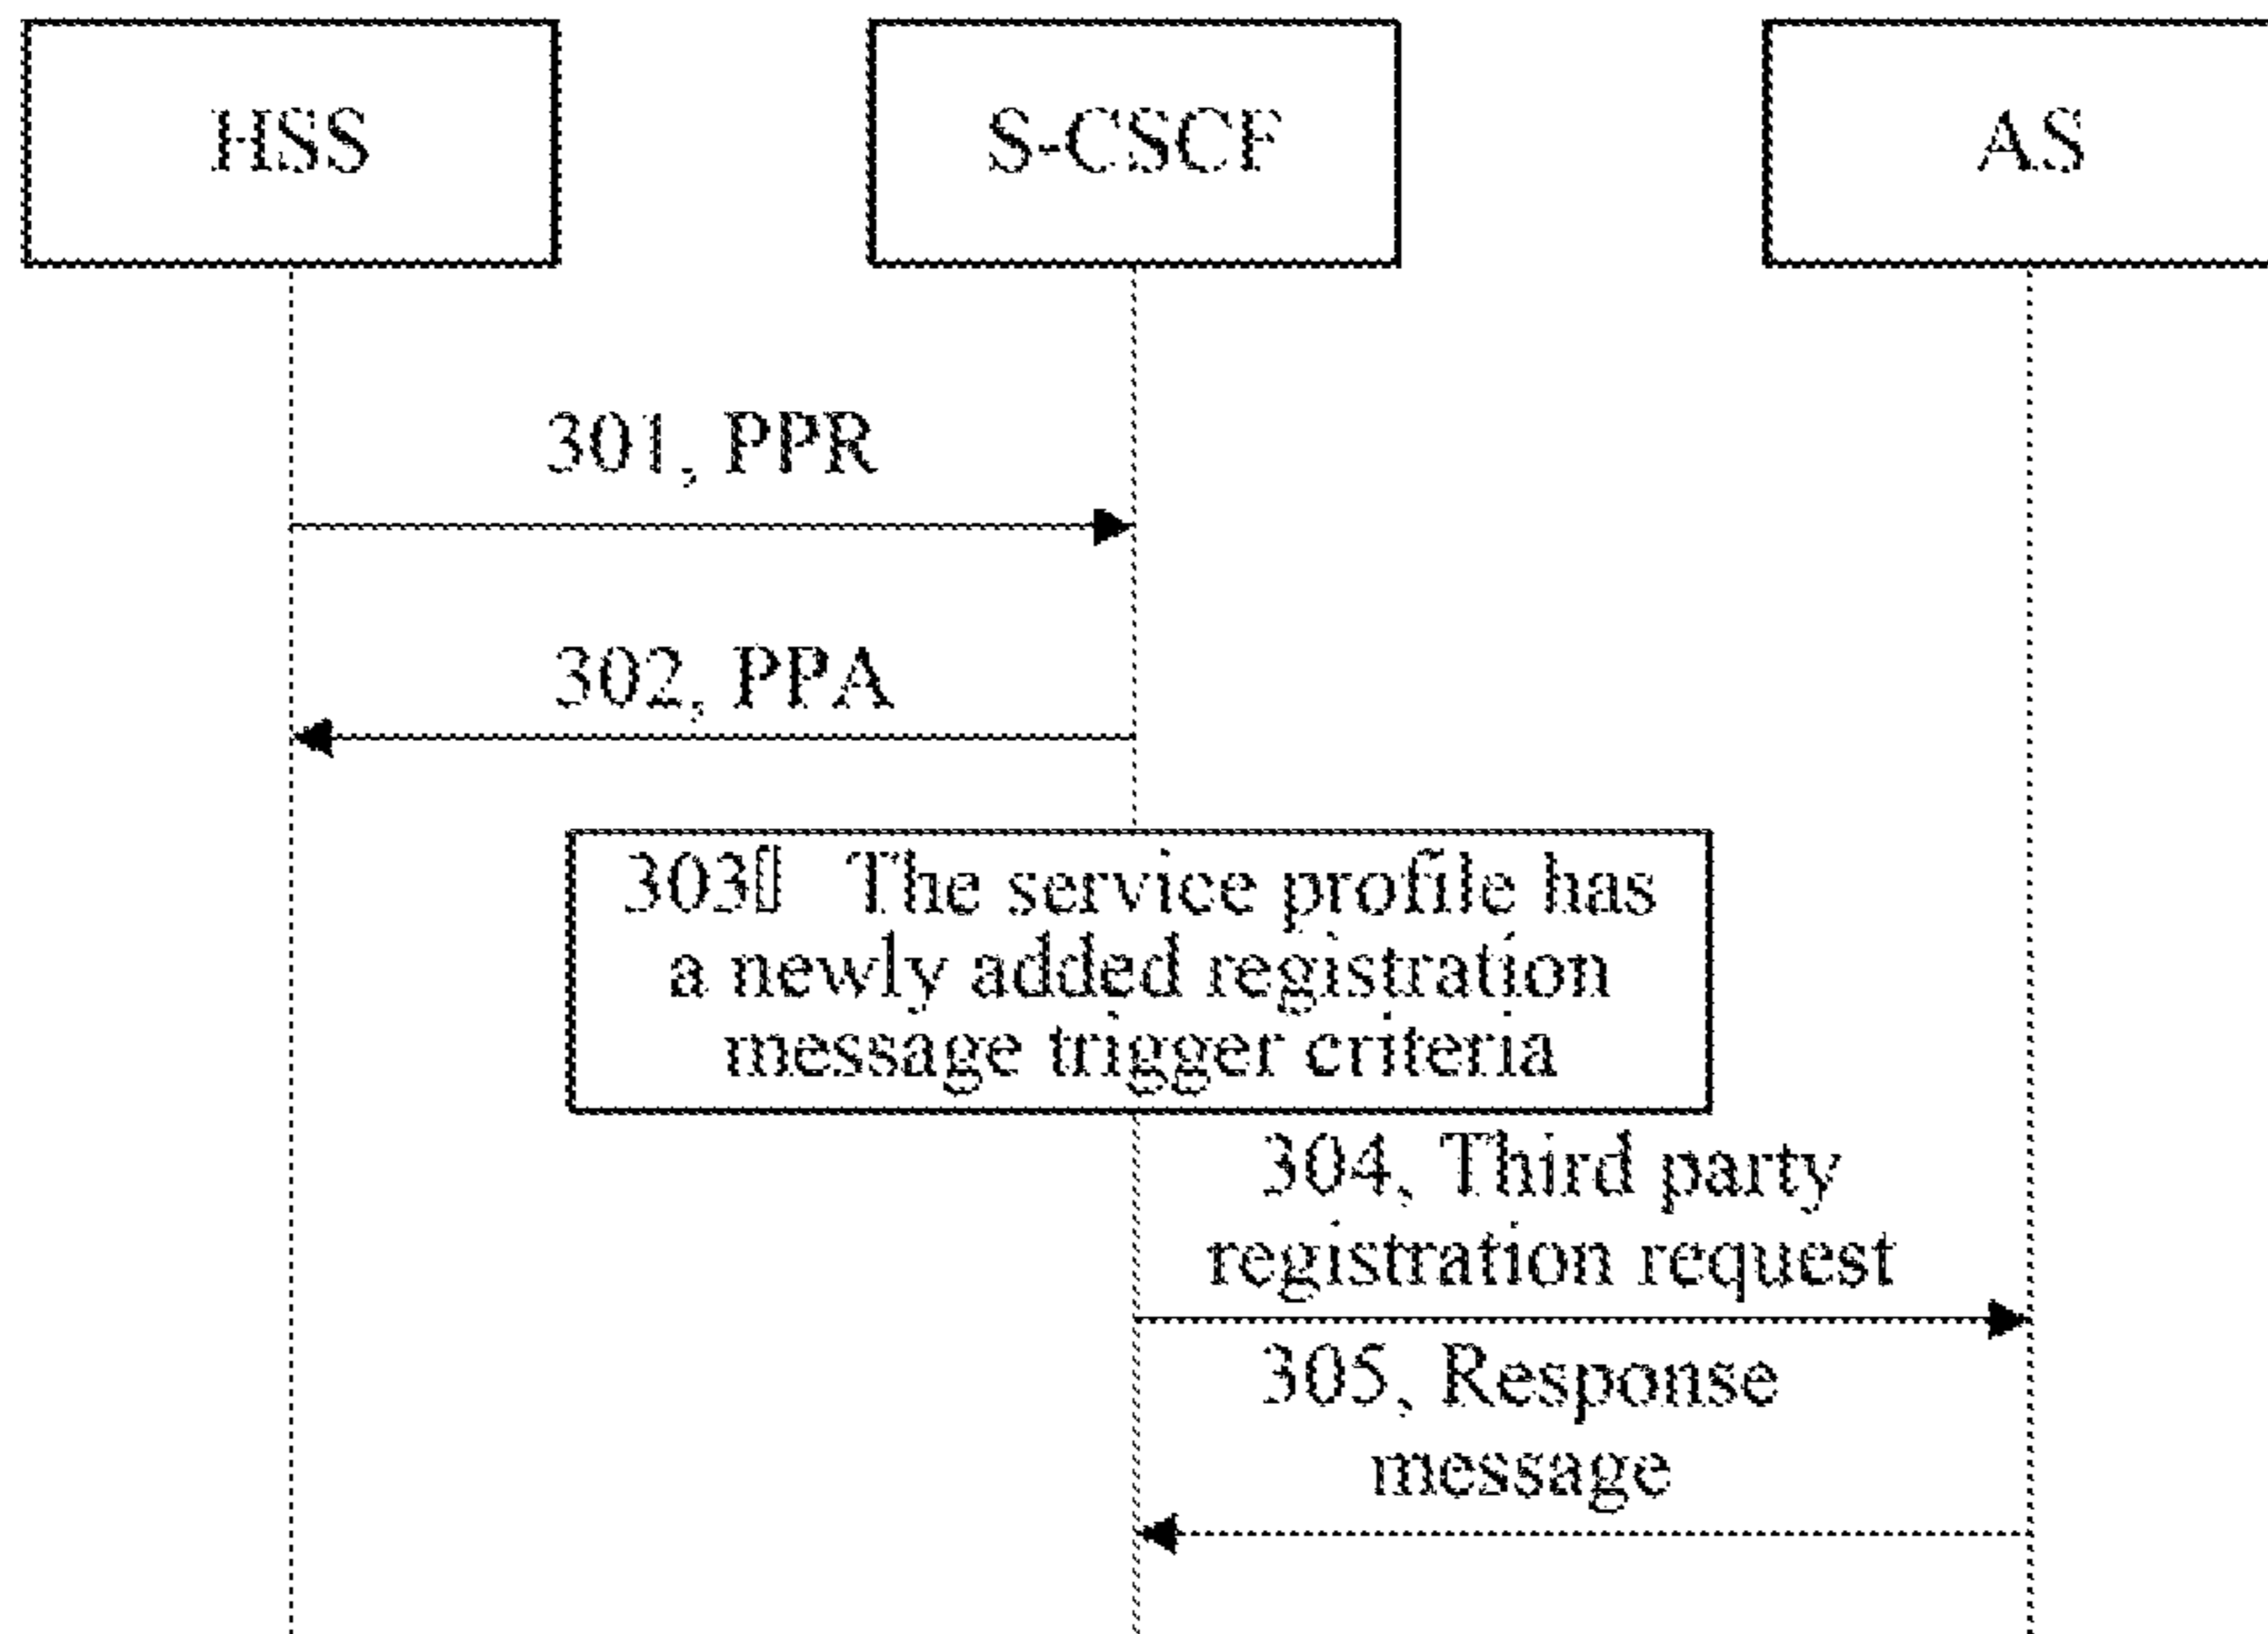 HSS
S-CSCF
AS
301, PPR
302, PPA
303▯ The service profile has
a newly added registration
message trigger criteria
304, Third party
registration request
305, Response
message